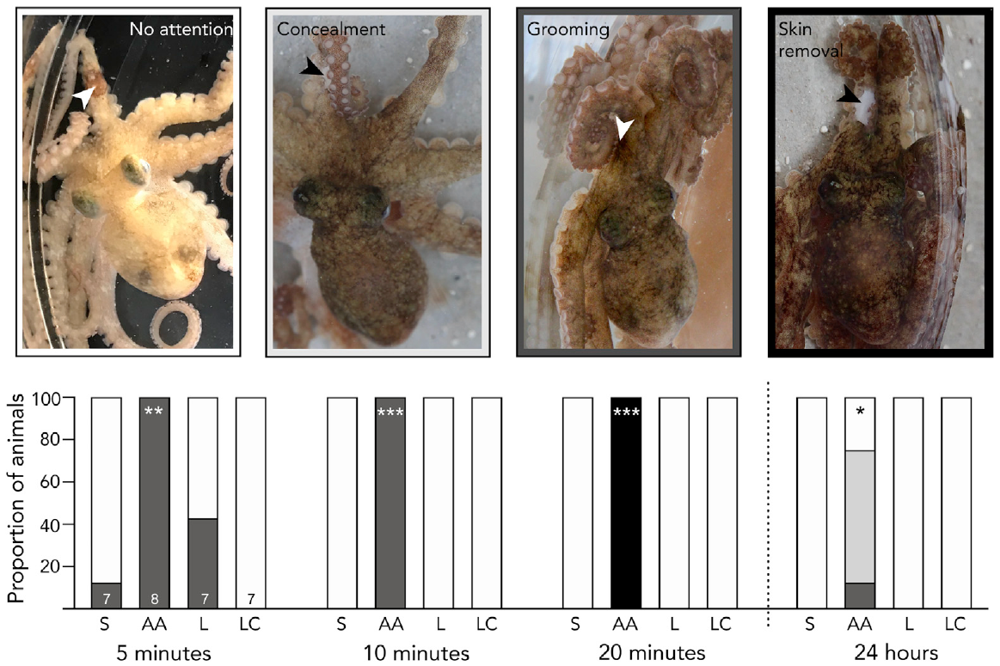 No attention
Concealment
Grooming
Skin
removal
Proportion of animals
100
80
60
40
20
**
***
***
*
7
8
7
7
S AA L LC
S AA L LC
S AA L LC
S AA L LC
5 minutes
10 minutes
20 minutes
24 hours